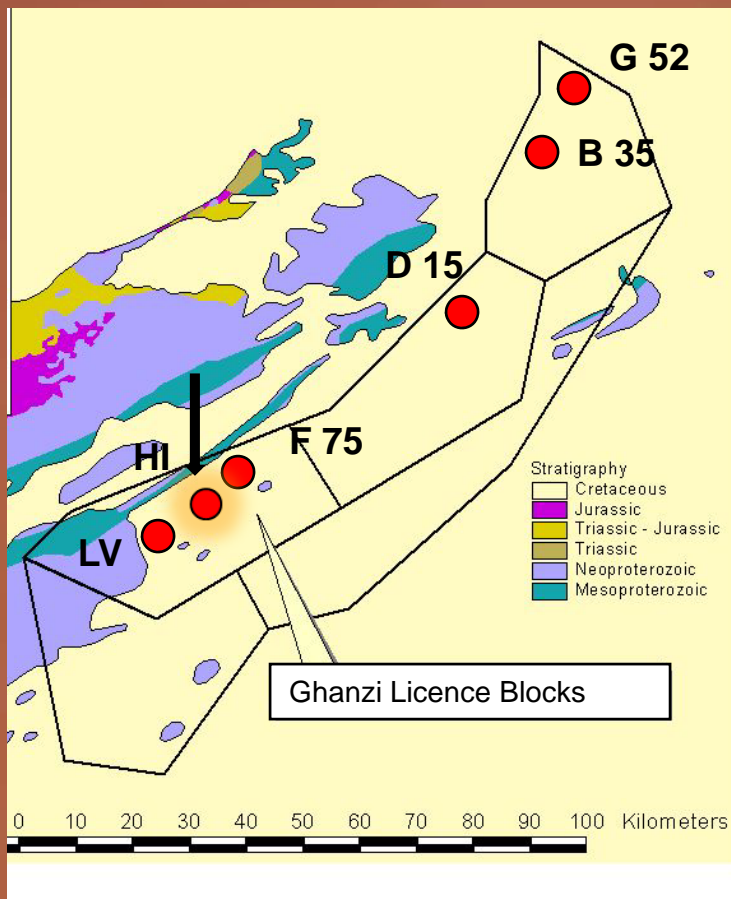 G 52
B 35
D 15
F 75
HI
LV
Stratigraphy
Cretaceous
Jurassic
Triassic - Jurassic
Triassic
Neoproterozoic
Mesoproterozoic
Ghanzi Licence Blocks
0 10 20 30 40 50 60 70 80 90 100 Kilometers